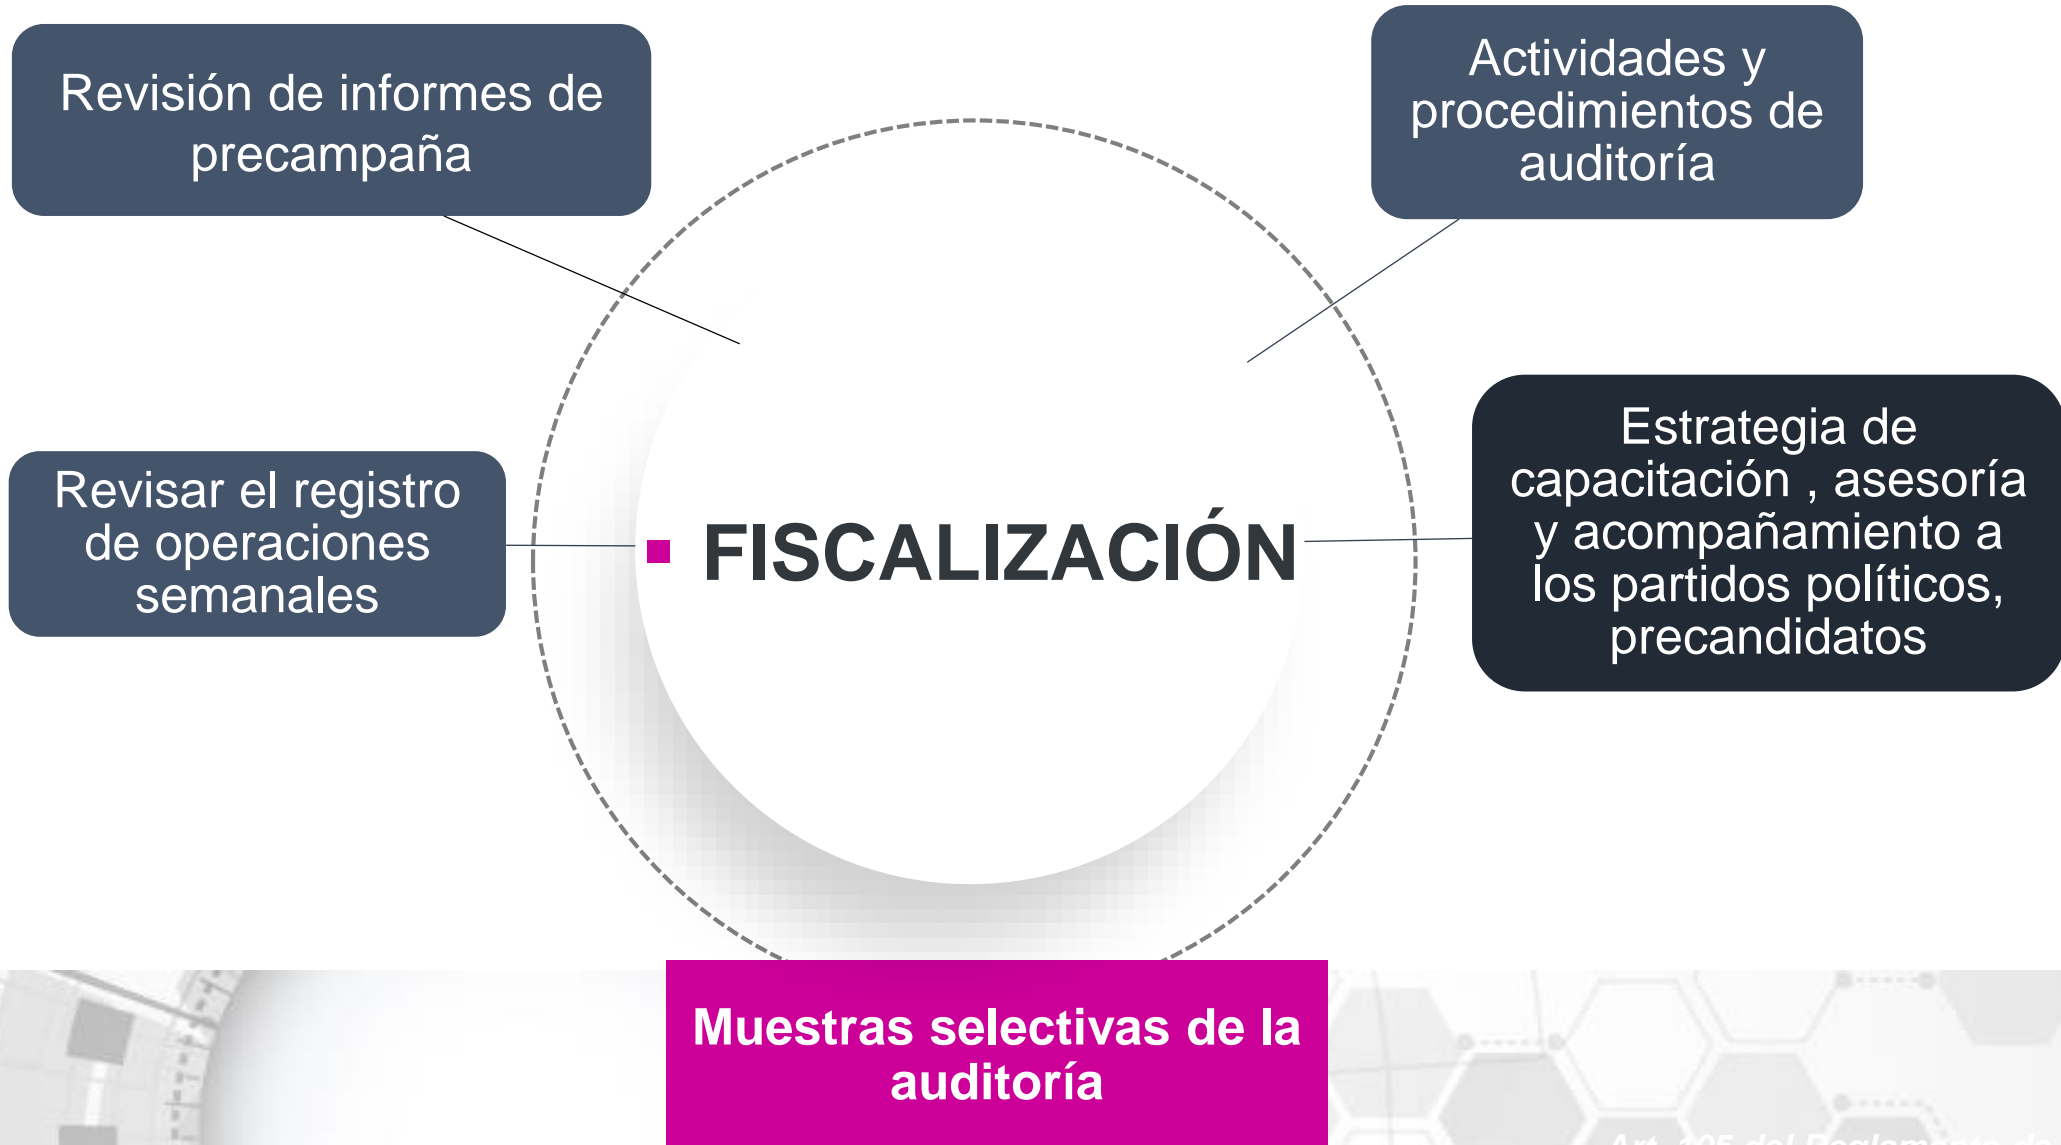 Revisión de informes de
precampaña
Actividades y
procedimientos de
auditoría
Revisar el registro
de operaciones
semanales
FISCALIZACIÓN
Estrategia de
capacitación , asesoría
y acompañamiento a
los partidos políticos,
precandidatos
Muestras selectivas de la
auditoría